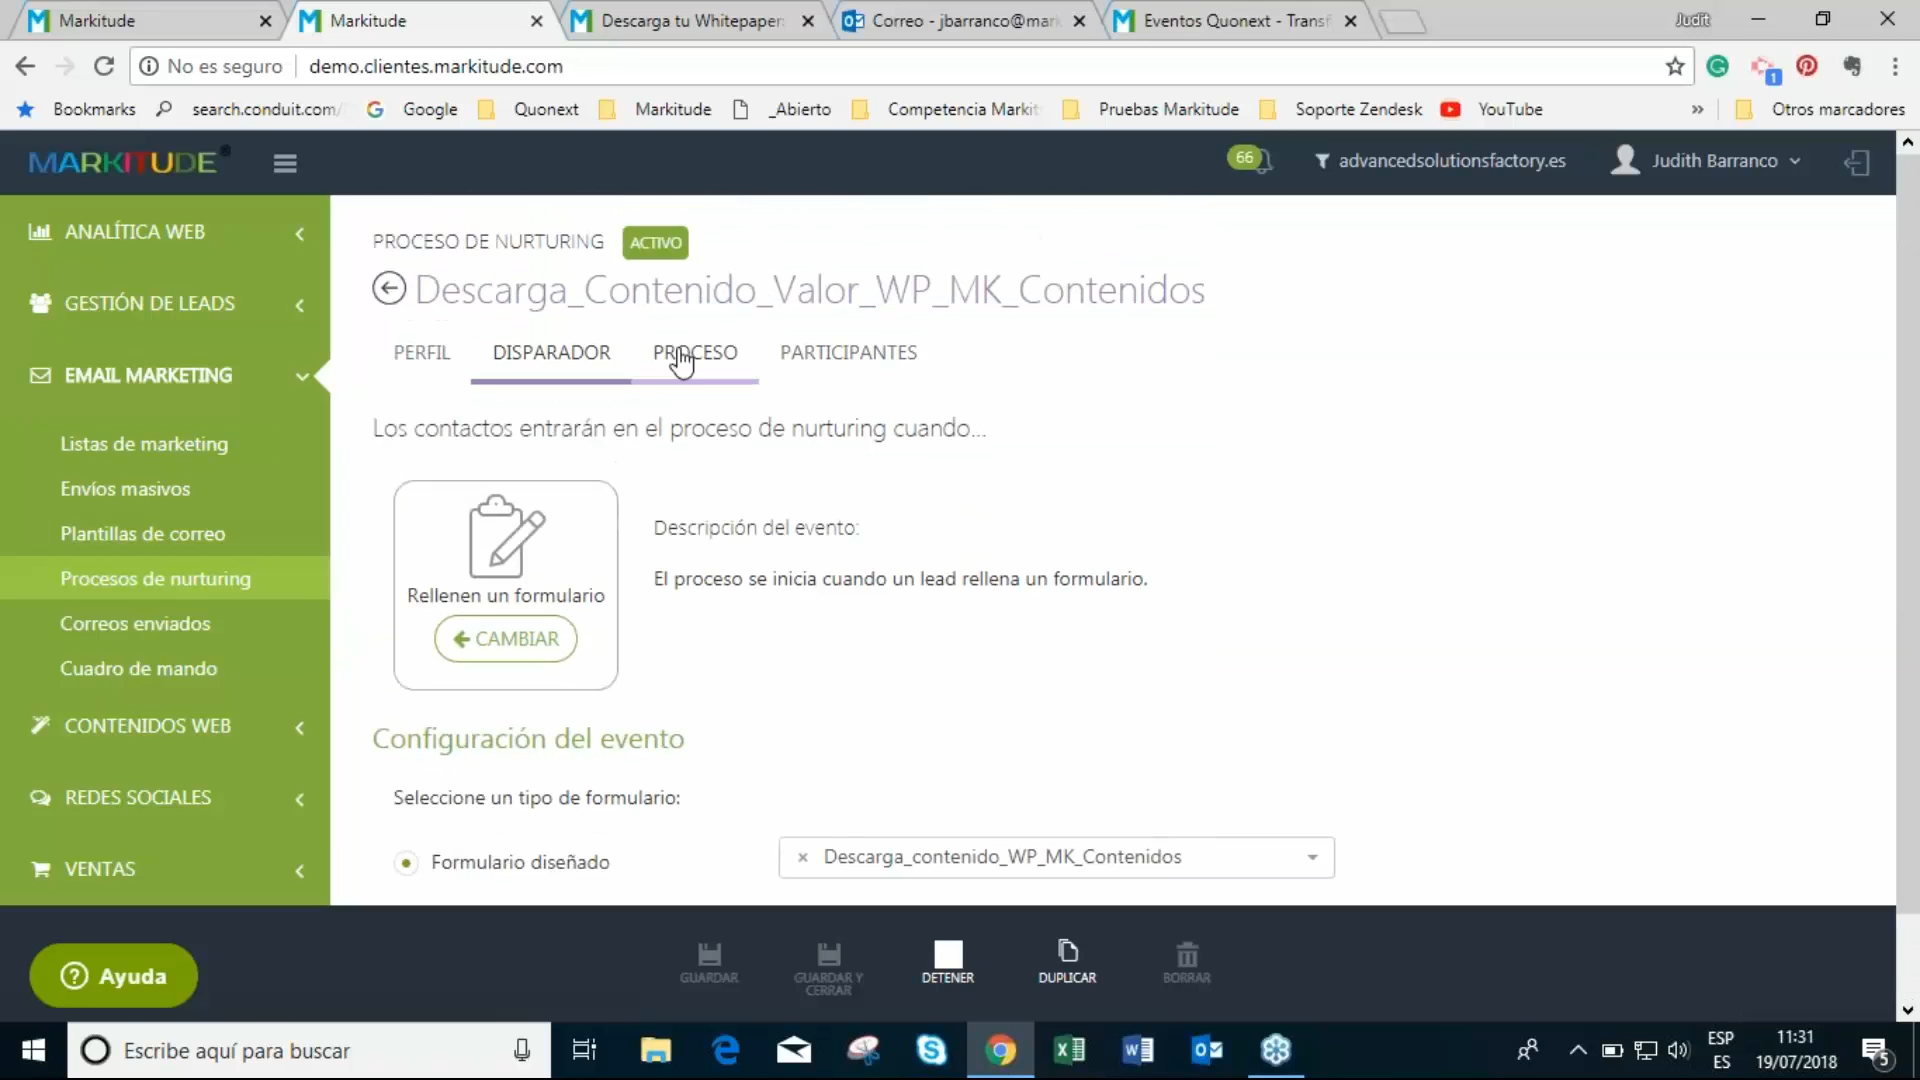 Markitude
Markitude
Descarga tu Whitepaper:
Correo - jbarranco@mark
Eventos Quonext - Transf
Judit
No es seguro
demo.clientes.markitude.com
1
Bookmarks
search.conduit.com/
Google
Quonext
Markitude
_Abierto
Competencia Markit
Pruebas Markitude
Soporte Zendesk
YouTube
»
Otros marcadores
MARKITUDE
66
advancedsolutionsfactory.es
Judith Barranco
ANALÍTICA WEB
GESTIÓN DE LEADS
EMAIL MARKETING
Listas de marketing
Envíos masivos
Plantillas de correo
Procesos de nurturing
Correos enviados
Cuadro de mando
CONTENIDOS WEB
REDES SOCIALES
VENTAS
Ayuda
PROCESO DE NURTURING
ACTIVO
Descarga_Contenido_Valor_WP_MK_Contenidos
PERFIL
DISPARADOR
PROCESO
PARTICIPANTES
Los contactos entrarán en el proceso de nurturing cuando...
Rellenen un formulario
CAMBIAR
Descripción del evento:
El proceso se inicia cuando un lead rellena un formulario.
Configuración del evento
Seleccione un tipo de formulario:
Formulario diseñado
× Descarga_contenido_WP_MK_Contenidos
GUARDAR
GUARDAR Y
CERRAR
DETENER
DUPLICAR
BORRAR
Escribe aquí para buscar
ESP
ES
11:31
19/07/2018
5